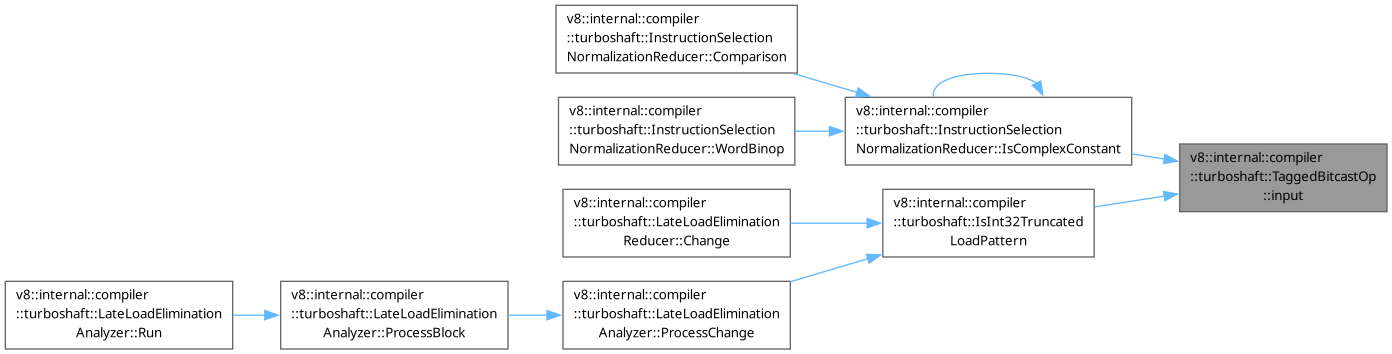 v8::internal::compiler
::turboshaft::InstructionSelection
NormalizationReducer::Comparison
v8::internal::compiler
::turboshaft::InstructionSelection
NormalizationReducer::WordBinop
v8::internal::compiler
::turboshaft::InstructionSelection
NormalizationReducer::IsComplexConstant
v8::internal::compiler
::turboshaft::TaggedBitcastOp
::input
v8::internal::compiler
::turboshaft::LateLoadElimination
Reducer::Change
v8::internal::compiler
::turboshaft::IsInt32Truncated
LoadPattern
v8::internal::compiler
::turboshaft::LateLoadElimination
Analyzer::Run
v8::internal::compiler
::turboshaft::LateLoadElimination
Analyzer::ProcessBlock
v8::internal::compiler
::turboshaft::LateLoadElimination
Analyzer::ProcessChange